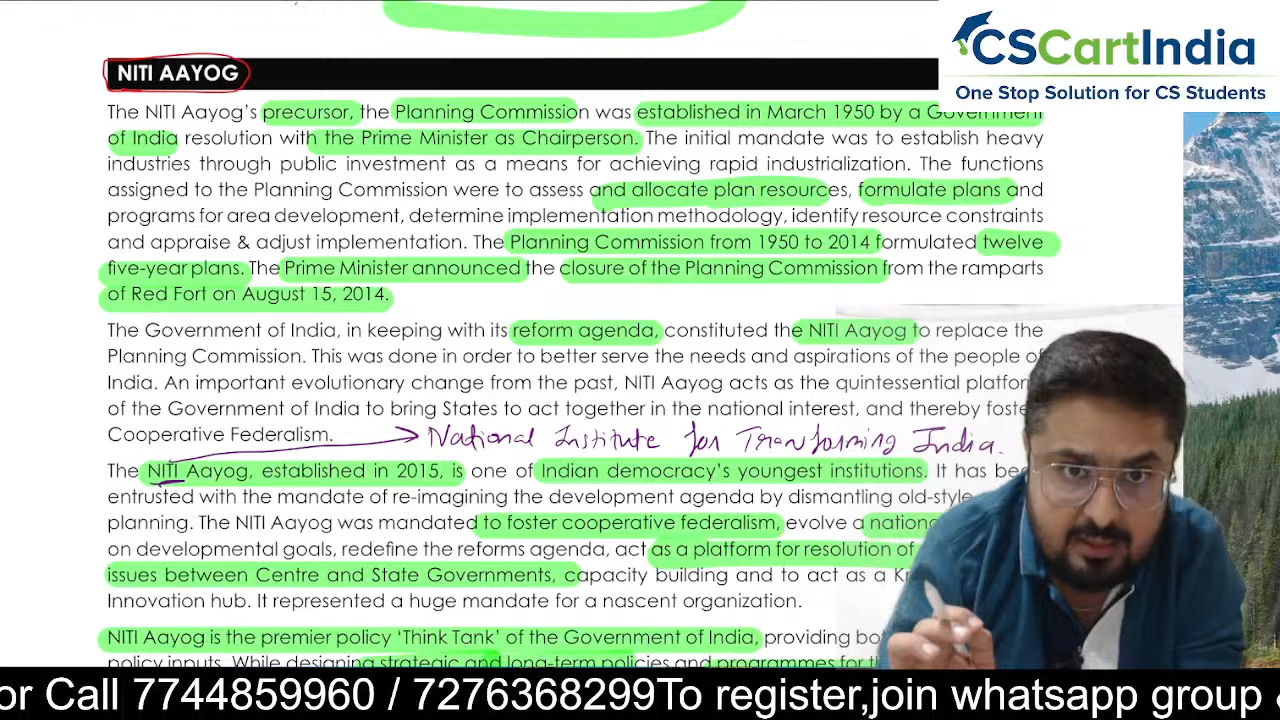 CSCartIndia
One Stop Solution for CS Students
NITI AAYOG
The NITI Aayog's precursor, the Planning Commission was established in March 1950 by a Government
of India resolution with the Prime Minister as Chairperson. The initial mandate was to establish heavy
industries through public investment as a means for achieving rapid industrialization. The functions
assigned to the Planning Commission were to assess and allocate plan resources, formulate plans and
programs for area development, determine implementation methodology, identify resource constraints
and appraise & adjust implementation. The Planning Commission from 1950 to 2014 formulated twelve
five-year plans. The Prime Minister announced the closure of the Planning Commission from the ramparts
of Red Fort on August 15, 2014.
The Government of India, in keeping with its reform agenda, constituted the NITI Aayog to replace the
Planning Commission. This was done in order to better serve the needs and aspirations of the people of
India. An important evolutionary change from the past, NITI Aayog acts as the quintessential platform
of the Government of India to bring States to act together in the national interest, and thereby foste
Cooperative Federalism.
National Institute for Transforming India.
The NITI Aayog, established in 2015, is one of Indian democracy's youngest institutions. It has bee
entrusted with the mandate of re-imagining the development agenda by dismantling old-style
planning. The NITI Aayog was mandated to foster cooperative federalism, evolve a nation
on developmental goals, redefine the reforms agenda, act as a platform for resolution of
issues between Centre and State Governments, capacity building and to act as a K
Innovation hub. It represented a huge mandate for a nascent organization.
NITI Aayog is the premier policy 'Think Tank' of the Government of India, providing bo
policy inputs. While designing strategic and long-term policies and programmes for t
or Call 7744859960 / 7276368299To register,join whatsapp group